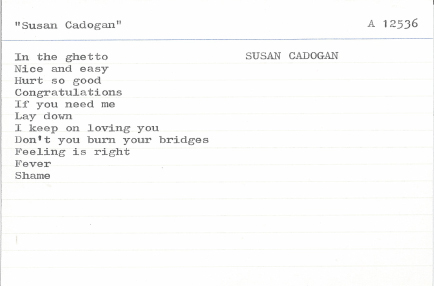 "Susan Cadogan" A 12536
In the ghetto SUSAN CADOGAN
Nice and easy
Hurt so good
Congratulations
If you need me
Lay down
I keep on loving you
Don't you burn your bridges
Feeling is right
Fever
Shame